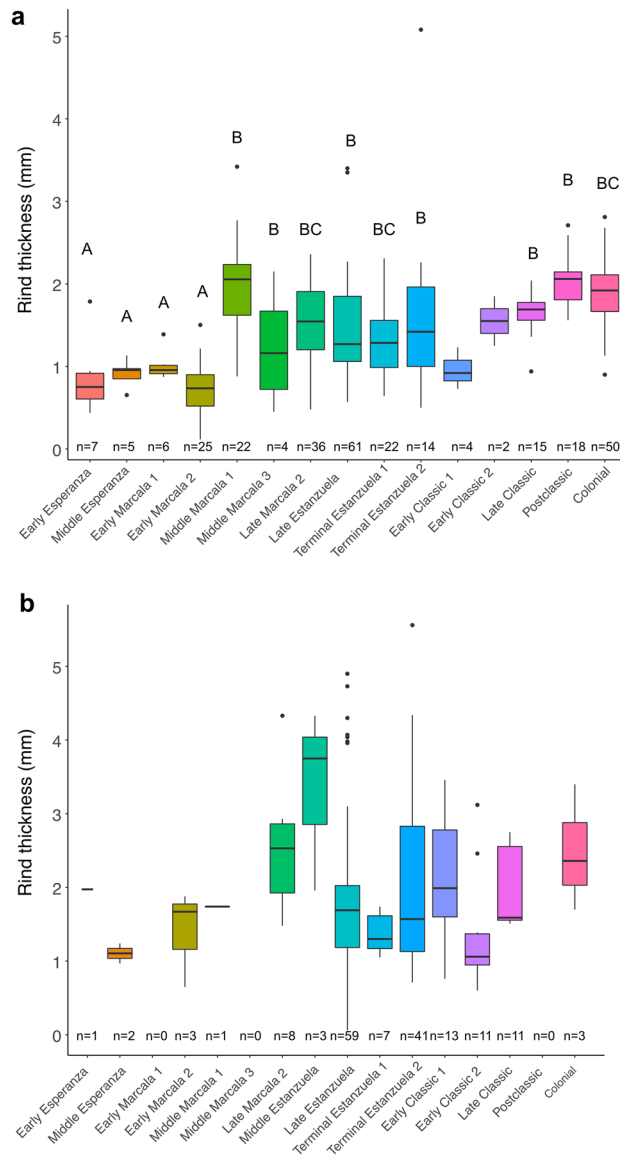 a
Rind thickness (mm)
5
4
3
2
1
0
A
A
A
A
B
B
BC
B
BC
B
B
B
BC
n=7 n=5 n=6 n=25 n=22 n=4 n=36 n=61 n=22 n=14 n=4 n=2 n=15 n=18 n=50
Early Esperanza
Middle Esperanza
Early Marcala 1
Early Marcala 2
Middle Marcala 1
Middle Marcala 3
Late Marcala 2
Late Estanzuela
Terminal Estanzuela 1
Terminal Estanzuela 2
Early Classic 1
Early Classic 2
Late Classic
Postclassic
Colonial
b
Rind thickness (mm)
5
4
3
2
1
0
n=1 n=2 n=0 n=3 n=1 n=0 n=8 n=3 n=59 n=7 n=41 n=13 n=11 n=11 n=0 n=3
Early Esperanza
Middle Esperanza
Early Marcala 1
Early Marcala 2
Middle Marcala 1
Middle Marcala 3
Late Marcala 2
Middle Estanzuela
Late Estanzuela
Terminal Estanzuela 1
Terminal Estanzuela 2
Early Classic 1
Early Classic 2
Late Classic
Postclassic
Colonial